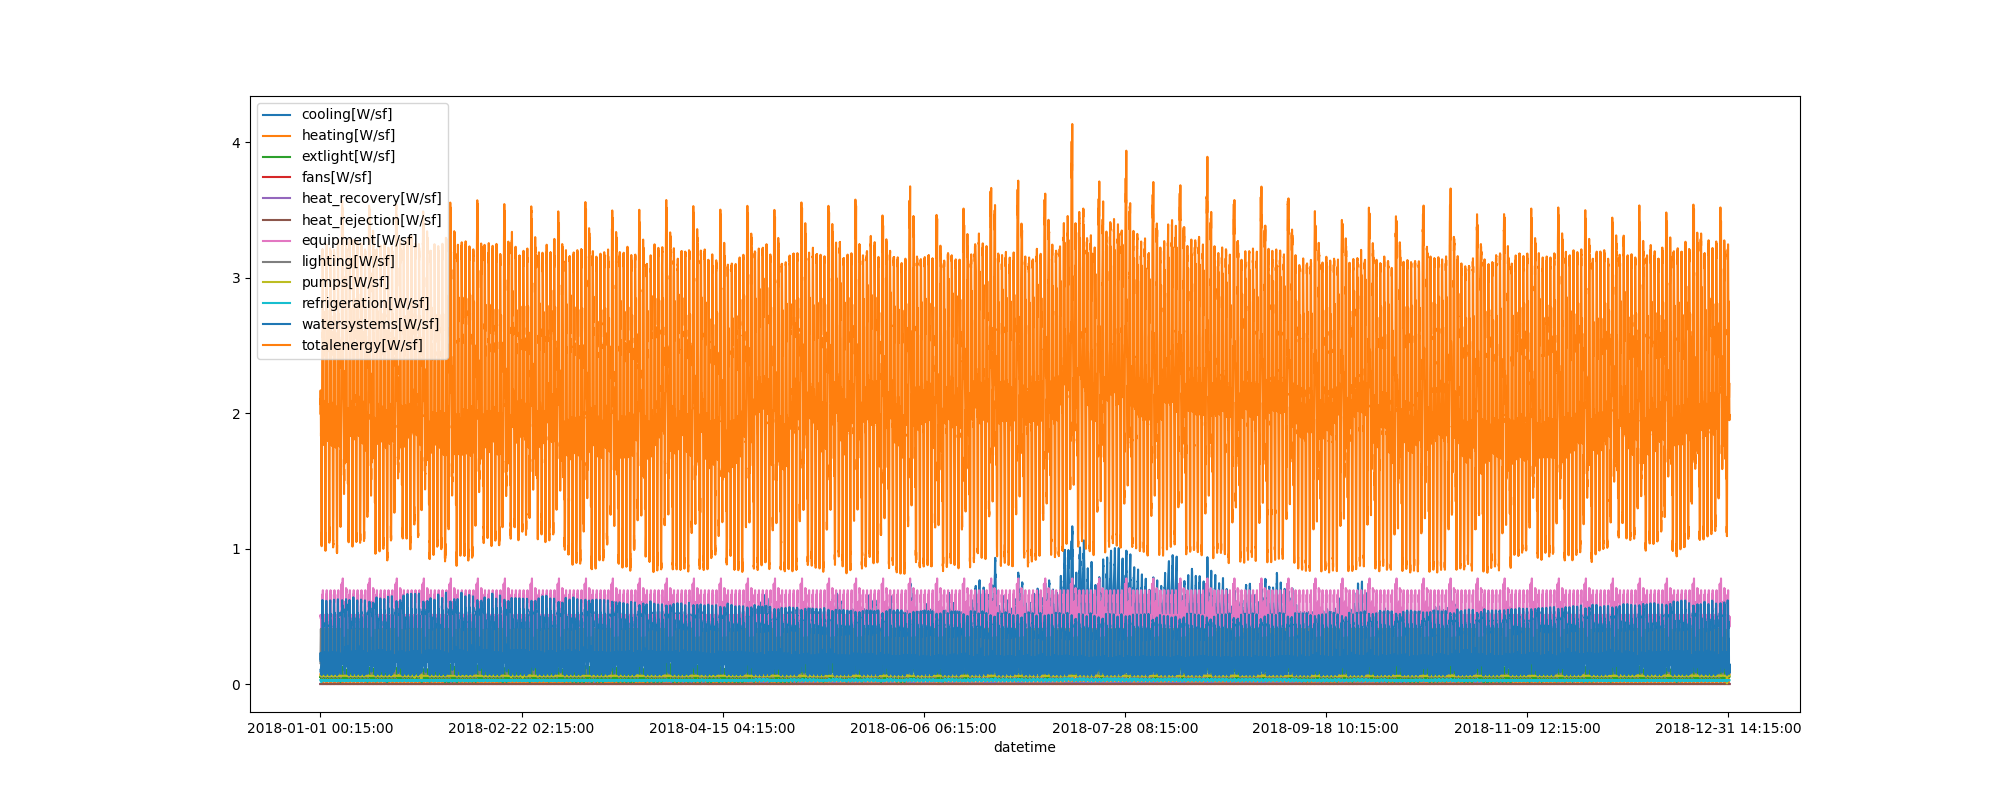 cooling[W/sf]
heating[W/sf]
extlight[W/sf]
fans[W/sf]
heat_recovery[W/sf]
heat_rejection[W/sf]
equipment[W/sf]
lighting[W/sf]
pumps[W/sf]
refrigeration[W/sf]
watersystems[W/sf]
totalenergy[W/sf]
4
3
2
1
0
2018-01-01 00:15:00 2018-02-22 02:15:00 2018-04-15 04:15:00 2018-06-06 06:15:00 2018-07-28 08:15:00 2018-09-18 10:15:00 2018-11-09 12:15:00 2018-12-31 14:15:00
datetime